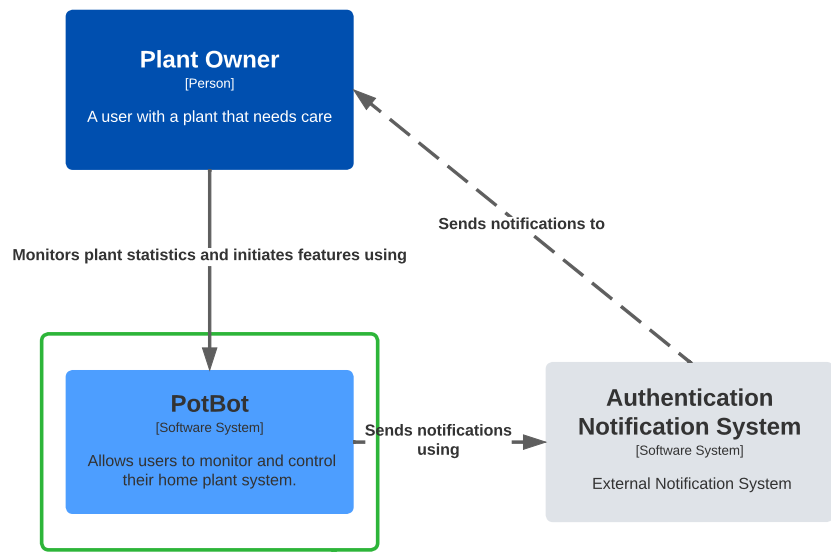 Plant Owner
[Person]
A user with a plant that needs care
Sends notifications to
Monitors plant statistics and initiates features using
PotBot
[Software System]
Allows users to monitor and control
their home plant system.
Sends notifications
using
Authentication
Notification System
[Software System]
External Notification System